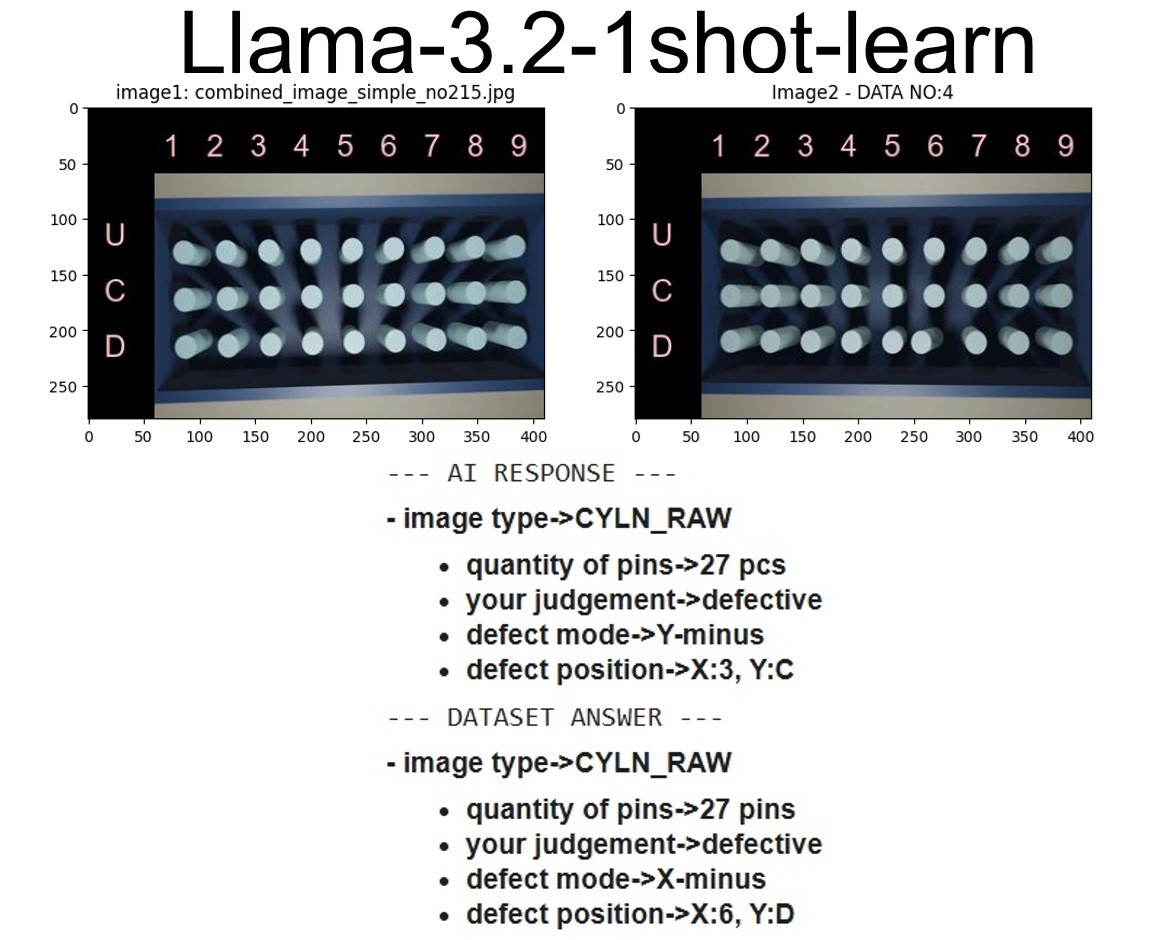 Llama-3.2-1shot-learn
image1: combined_image_simple_no215.jpg
0
1 2 3 4 5 6 7 8 9
50
100
U
150
C
200
D
250
0 50 100 150 200 250 300 350 400
Image2 - DATA NO:4
0
1 2 3 4 5 6 7 8 9
50
100
U
150
C
200
D
250
0 50 100 150 200 250 300 350 400
--- AI RESPONSE ---
- image type->CYLN_RAW
• quantity of pins->27 pcs
• your judgement->defective
• defect mode->Y-minus
• defect position->X:3, Y:C
--- DATASET ANSWER ---
- image type->CYLN_RAW
• quantity of pins->27 pins
• your judgement->defective
• defect mode->X-minus
• defect position->X:6, Y:D